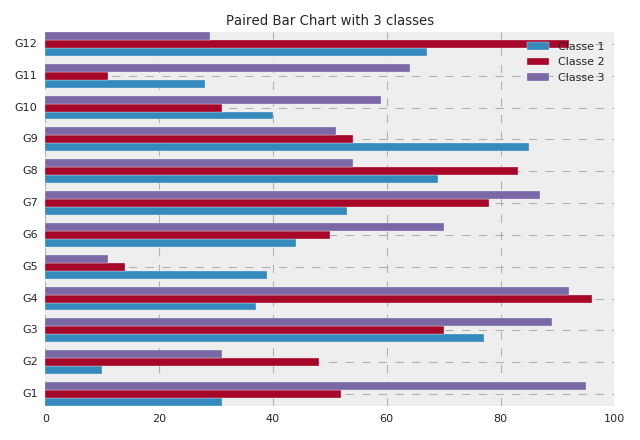 Paired Bar Chart with 3 classes
G12
G11
G10
G9
G8
G7
G6
G5
G4
G3
G2
G1
Classe 1
Classe 2
Classe 3
0 20 40 60 80 100